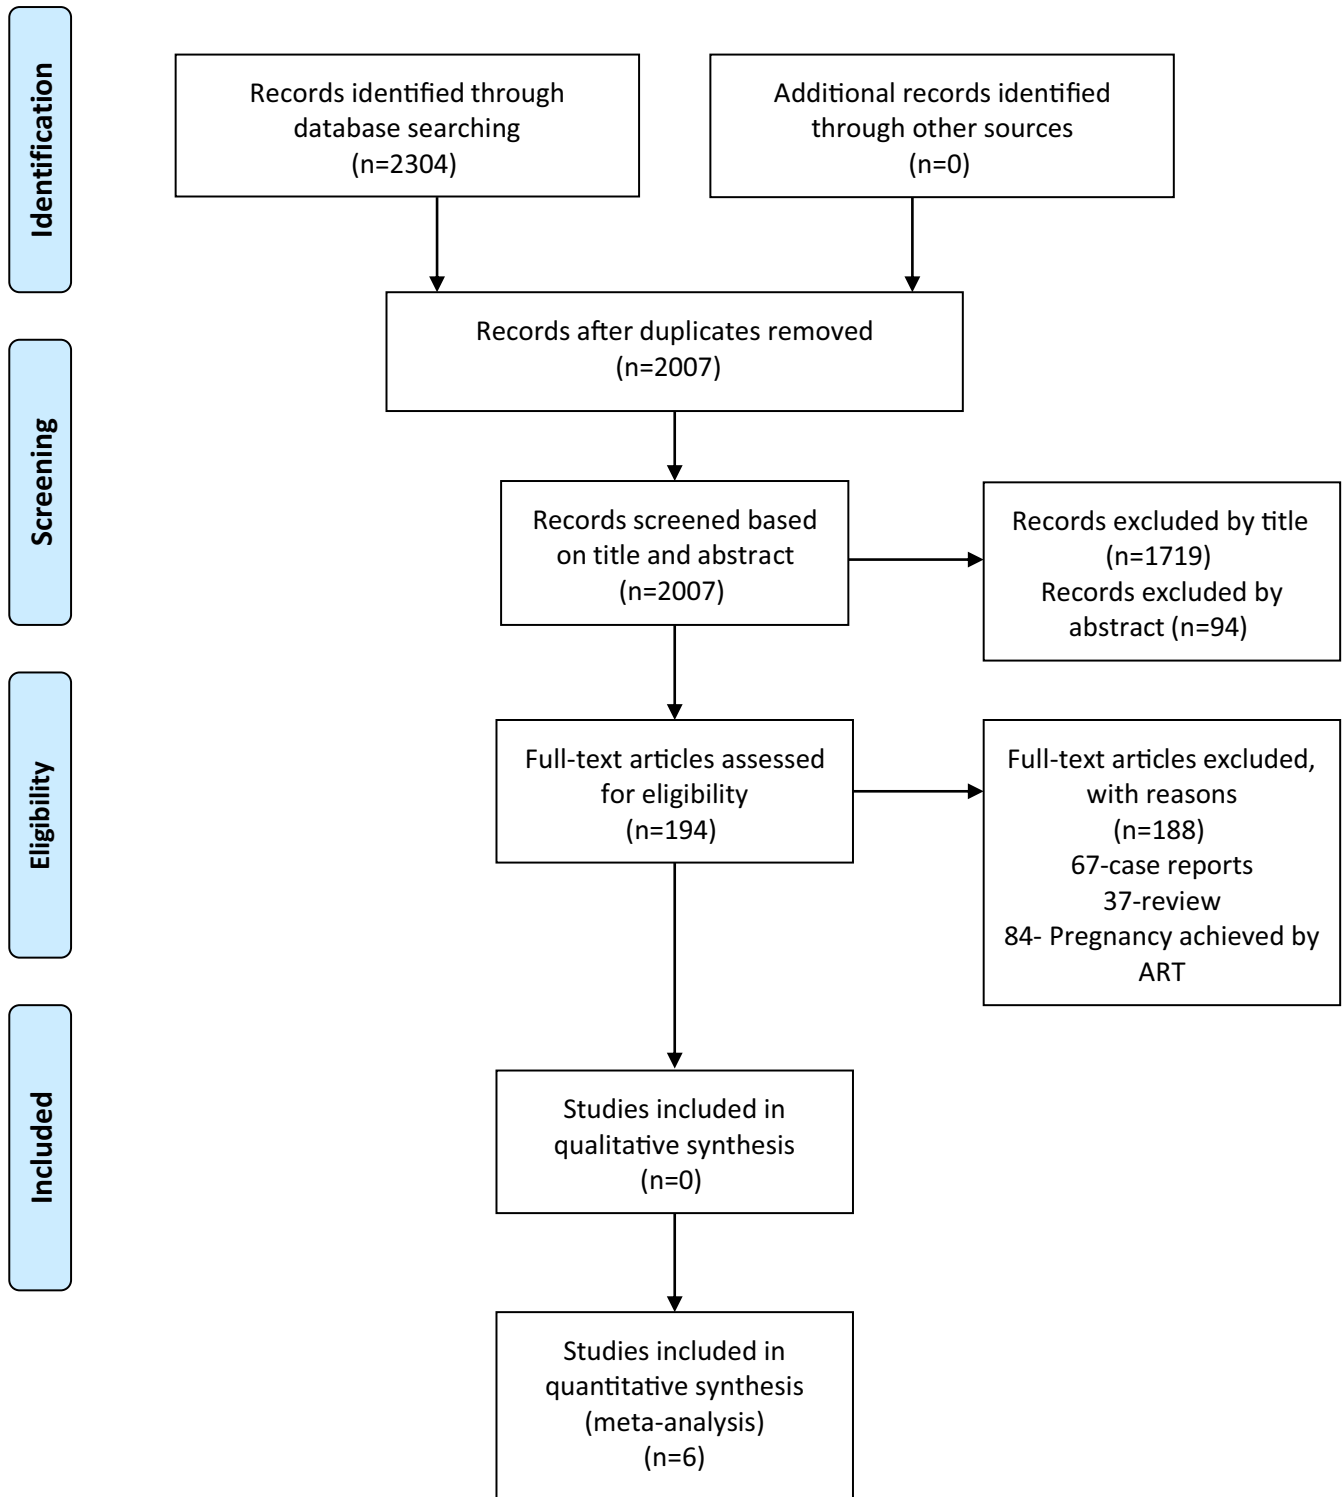 Identification
Records identified through
database searching
(n=2304)
Additional records identified
through other sources
(n=0)
Records after duplicates removed
(n=2007)
Screening
Records screened based
on title and abstract
(n=2007)
Records excluded by title
(n=1719)
Records excluded by
abstract (n=94)
Eligibility
Full-text articles assessed
for eligibility
(n=194)
Full-text articles excluded,
with reasons
(n=188)
67-case reports
37-review
84- Pregnancy achieved by
ART
Included
Studies included in
qualitative synthesis
(n=0)
Studies included in
quantitative synthesis
(meta-analysis)
(n=6)